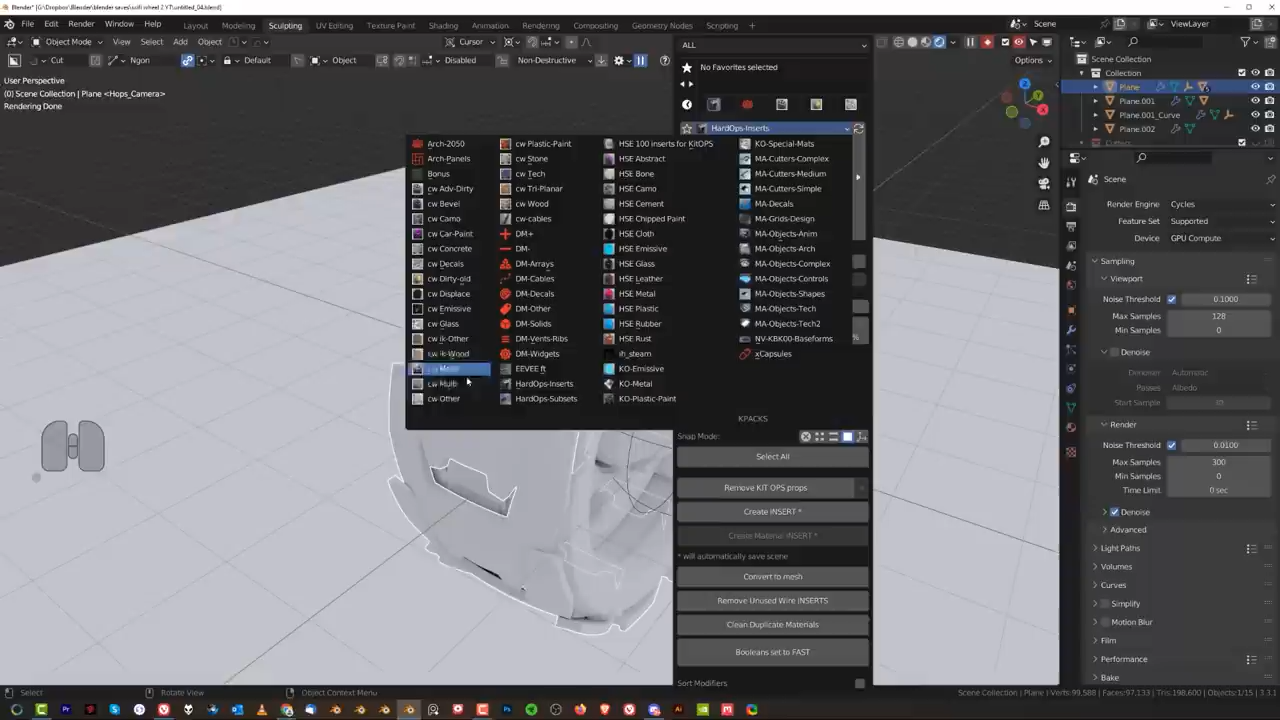 Blender* [G:\Dropbox\Blender\blender saves\scifi wheel 2 YT\untitled_04.blend]
File Edit Render Window Help Layout Sculpting UV Editing Texture Paint Shading Animation Rendering Compositing Geometry Nodes Scripting + Scene ViewLayer
Object Mode View Select Add Object Cursor
Cut Ngon Default Object Disabled Non-Destructive Options
User Perspective
(0) Scene Collection | Plane <Hops_Camera>
Rendering Done
ALL
No Favorites selected
HardOps-Inserts
Arch-2050
Arch-Panels
Bonus
cw Adv-Dirty
cw Bevel
cw Camo
cw Car-Paint
cw Concrete
cw Decals
cw Dirty-old
cw Displace
cw Emissive
cw Glass
cw ik-Other
cw ik-Wood
cw Metal
cw Multi
cw Other
cw Plastic-Paint
cw Stone
cw Tech
cw Tri-Planar
cw Wood
cw-cables
DM+
DM-
DM-Arrays
DM-Cables
DM-Decals
DM-Other
DM-Solids
DM-Vents-Ribs
DM-Widgets
EEVEE ft
HardOps-Inserts
HardOps-Subsets
HSE 100 inserts for KitOPS
HSE Abstract
HSE Bone
HSE Camo
HSE Cement
HSE Chipped Paint
HSE Cloth
HSE Emissive
HSE Glass
HSE Leather
HSE Metal
HSE Plastic
HSE Rubber
HSE Rust
ih_steam
KO-Emissive
KO-Metal
KO-Plastic-Paint
KO-Special-Mats
MA-Cutters-Complex
MA-Cutters-Medium
MA-Cutters-Simple
MA-Decals
MA-Grids-Design
MA-Objects-Anim
MA-Objects-Arch
MA-Objects-Complex
MA-Objects-Controls
MA-Objects-Shapes
MA-Objects-Tech
MA-Objects-Tech2
NV-KBK00-Baseforms
xCapsules
KPACKS
%
Snap Mode:
Select All
Remove KIT OPS props
Create INSERT *
Create Material INSERT *
* will automatically save scene
Convert to mesh
Remove Unused Wire INSERTS
Clean Duplicate Materials
Booleans set to FAST
Sort Modifiers
Z
Y
X
Scene Collection
Collection
Plane
Plane.001
Plane.001_Curve
Plane.002
Cutters
Scene
Render Engine Cycles
Feature Set Supported
Device GPU Compute
Sampling
Viewport
Noise Threshold 0.1000
Max Samples 128
Min Samples 0
Denoise
Denoiser Automatic
Passes Albedo
Start Sample
Render
Noise Threshold 0.0100
Max Samples 300
Min Samples 0
Time Limit 0 sec
Denoise
Advanced
Light Paths
Volumes
Curves
Simplify
Motion Blur
Film
Performance
Bake
Select Rotate View Object Context Menu
Scene Collection | Plane | Verts:99,588 | Faces:97,133 | Tris:198,600 | Objects:1/15 | 3.3.1